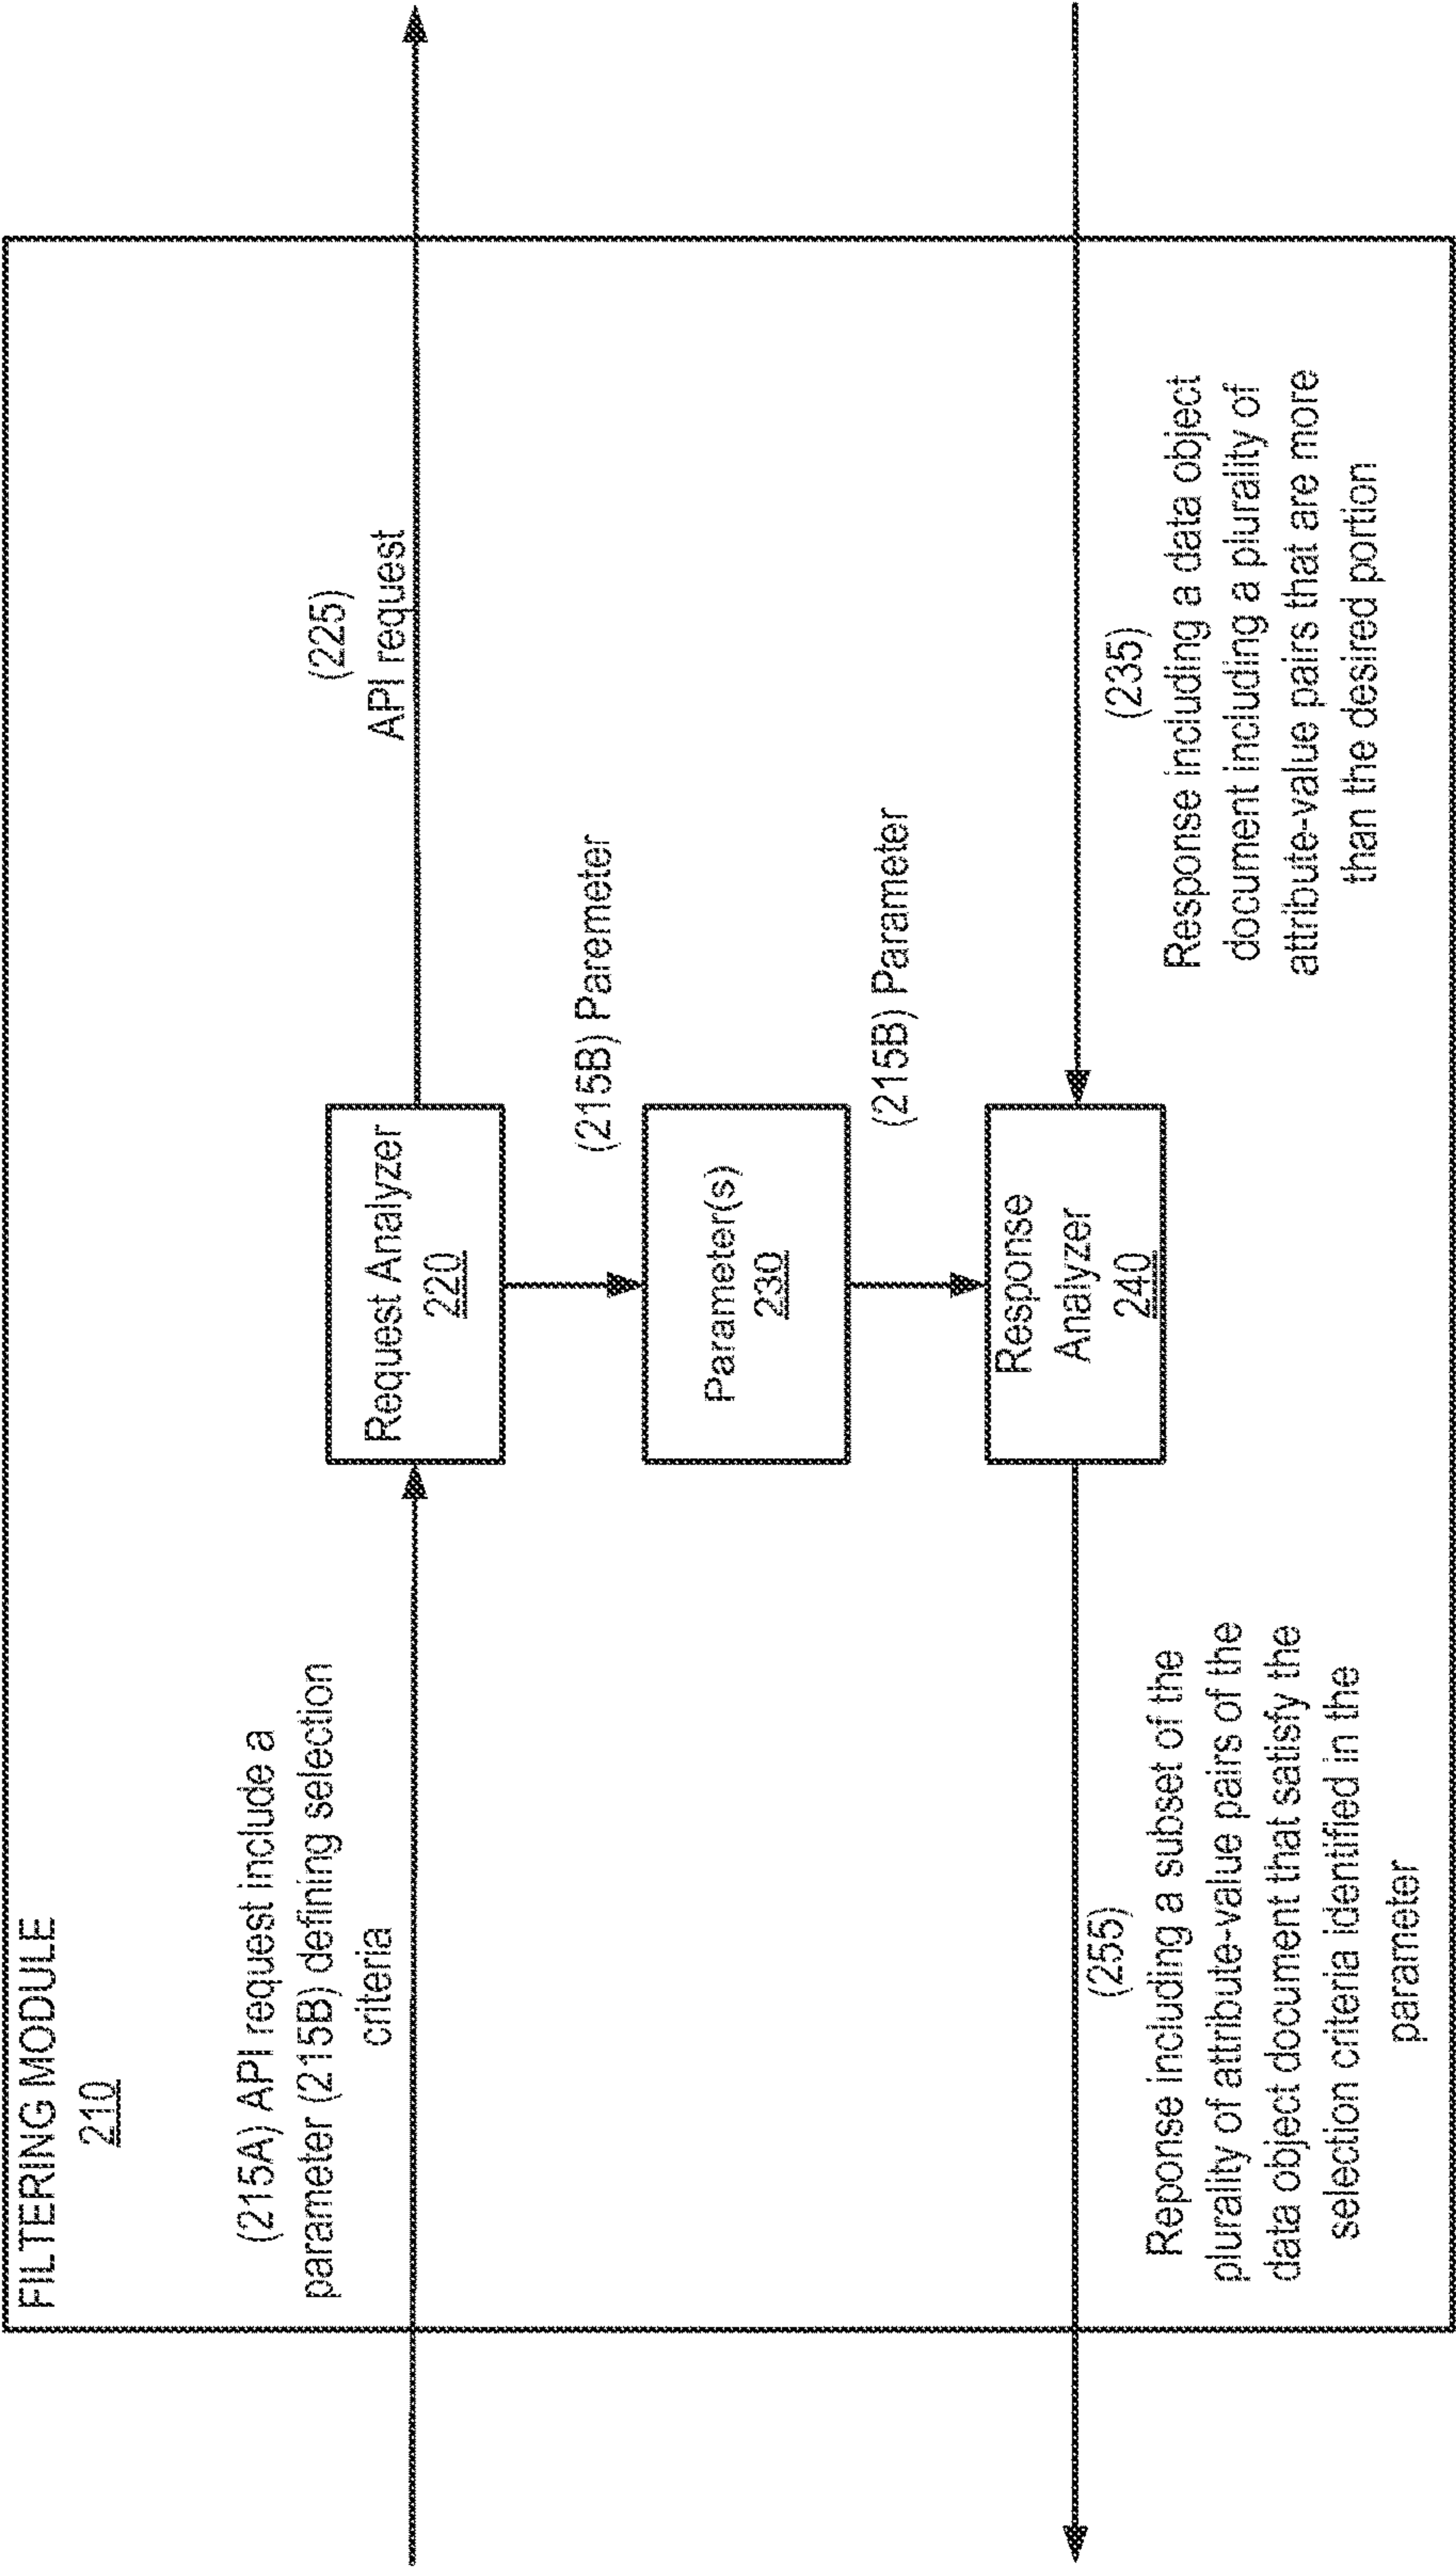 FILTERING MODULE
210
(215A) API request include a
parameter (215B) defining selection
criteria
Request Analyzer
220
(225)
API request
(215B) Paremeter
Parameter(s)
230
(215B) Parameter
Response
Analyzer
240
(235)
Response including a data object
document including a plurality of
attribute-value pairs that are more
than the desired portion
(255)
Reponse including a subset of the
plurality of attribute-value pairs of the
data object document that satisfy the
selection criteria identified in the
parameter